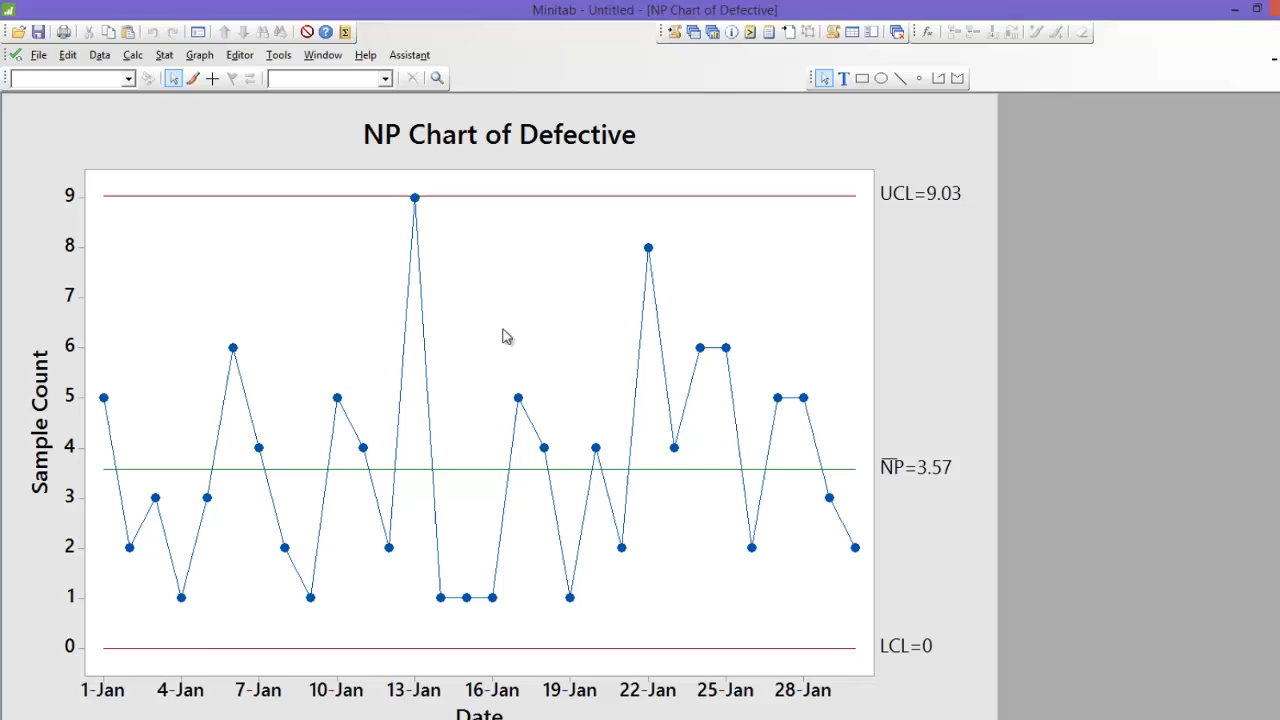 Minitab - Untitled - [NP Chart of Defective]
File Edit Data Calc Stat Graph Editor Tools Window Help Assistant
NP Chart of Defective
9
8
7
6
5
4
3
2
1
0
Sample Count
UCL=9.03
N̅P̅=3.57
LCL=0
1-Jan 4-Jan 7-Jan 10-Jan 13-Jan 16-Jan 19-Jan 22-Jan 25-Jan 28-Jan
Date